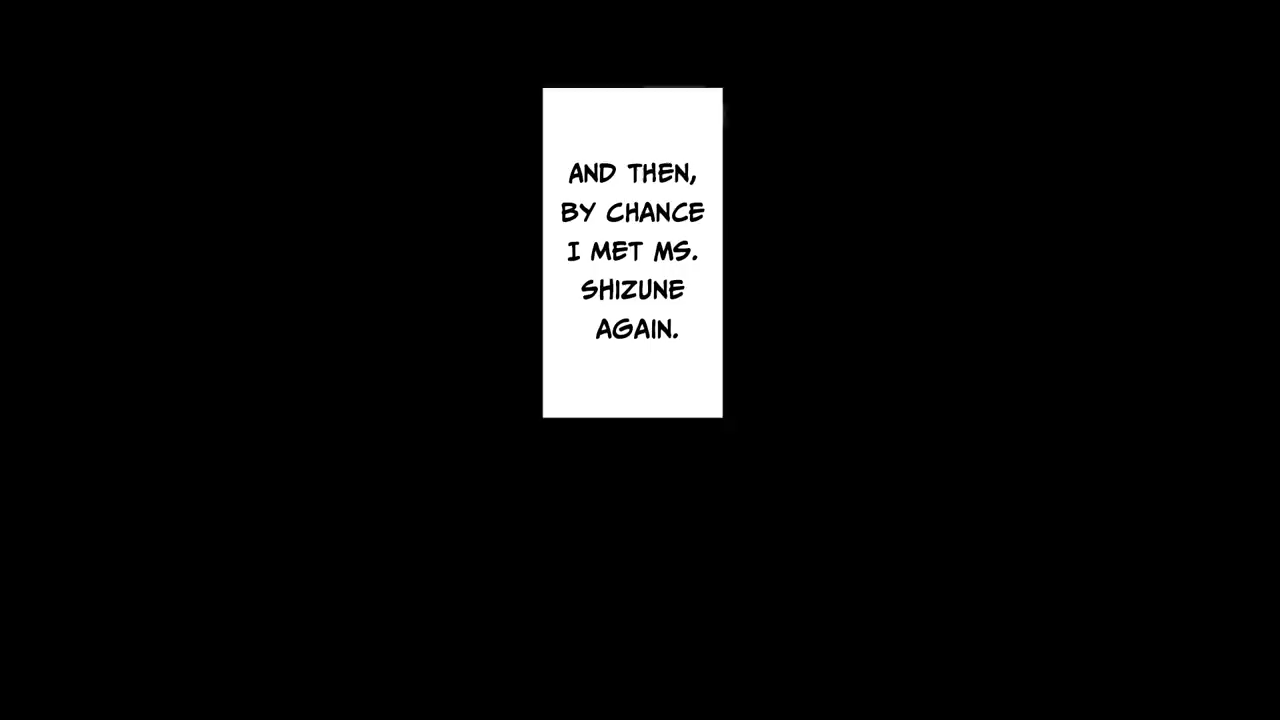 AND THEN,
BY CHANCE
I MET MS.
SHIZUNE
AGAIN.